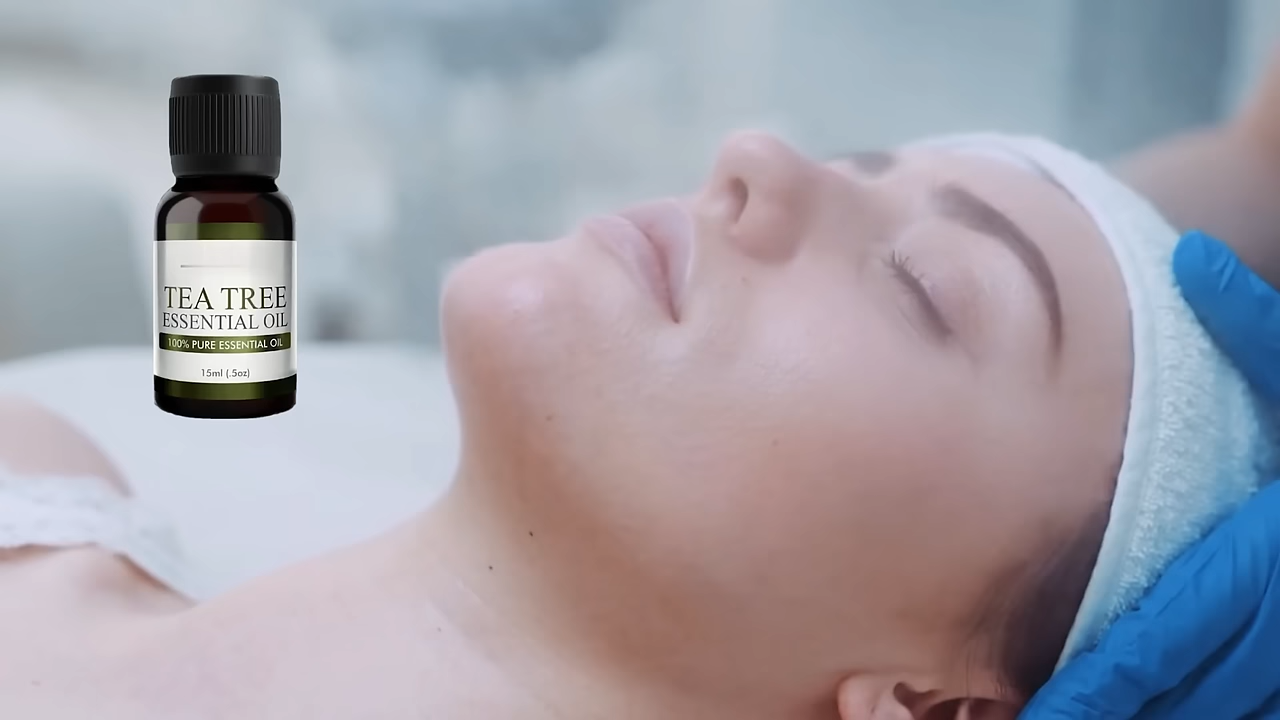 TEA TREE
ESSENTIAL OIL
100% PURE ESSENTIAL OIL
15ml (.5oz)